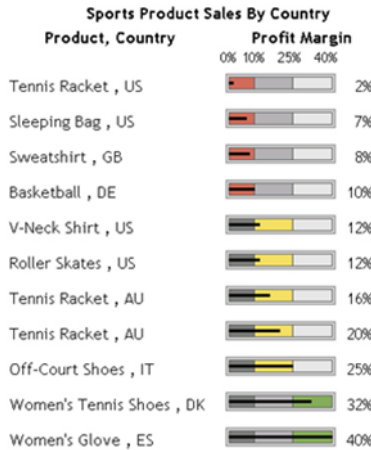 Sports Product Sales By Country
Product, Country Profit Margin
0% 10% 25% 40%
Tennis Racket , US 2%
Sleeping Bag , US 7%
Sweatshirt , GB 8%
Basketball , DE 10%
V-Neck Shirt , US 12%
Roller Skates , US 12%
Tennis Racket , AU 16%
Tennis Racket , AU 20%
Off-Court Shoes , IT 25%
Women's Tennis Shoes , DK 32%
Women's Glove , ES 40%